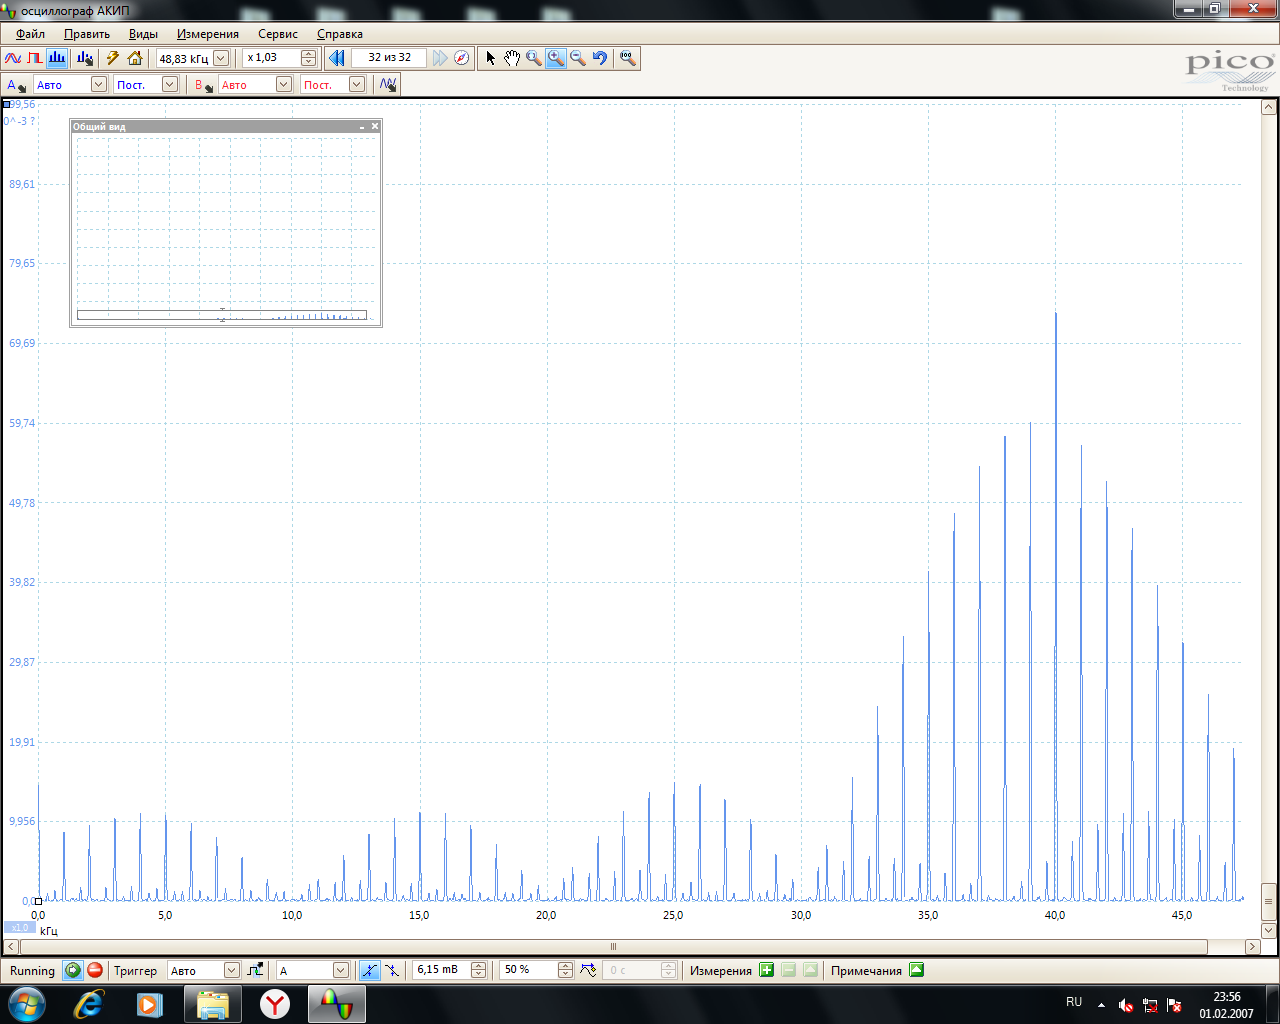 осциллограф АКИП
Файл Править Виды Измерения Сервис Справка
48,83 кГц x 1,03 32 из 32
pico
Technology
A Авто Пост. B Авто Пост.
99,56
0^ -3 ?
Общий вид
89,61
79,65
69,69
59,74
49,78
39,82
29,87
19,91
9,956
0,0
0,0 5,0 10,0 15,0 20,0 25,0 30,0 35,0 40,0 45,0
x1,0
кГц
Running Триггер Авто A 6,15 mB 50 % 0 с Измерения Примечания
RU
23:56
01.02.2007